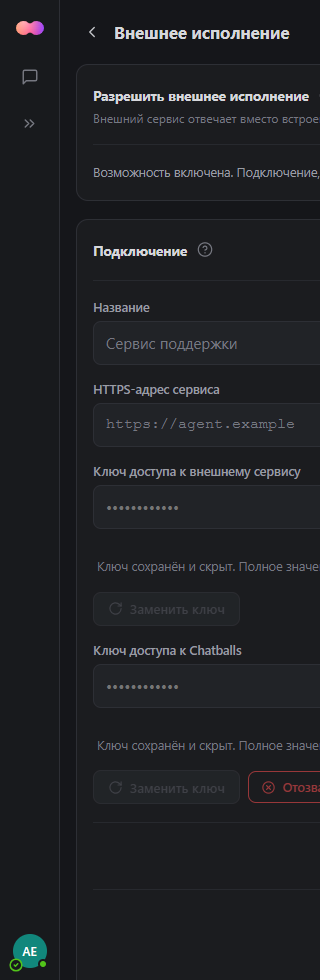 Внешнее исполнение
Разрешить внешнее исполнение
Внешний сервис отвечает вместо встрое
Возможность включена. Подключение,
Подключение
Название
Сервис поддержки
HTTPS-адрес сервиса
https://agent.example
Ключ доступа к внешнему сервису
••••••••••••
Ключ сохранён и скрыт. Полное значе
Заменить ключ
Ключ доступа к Chatballs
••••••••••••
Ключ сохранён и скрыт. Полное значе
Заменить ключ
Отозва
AE